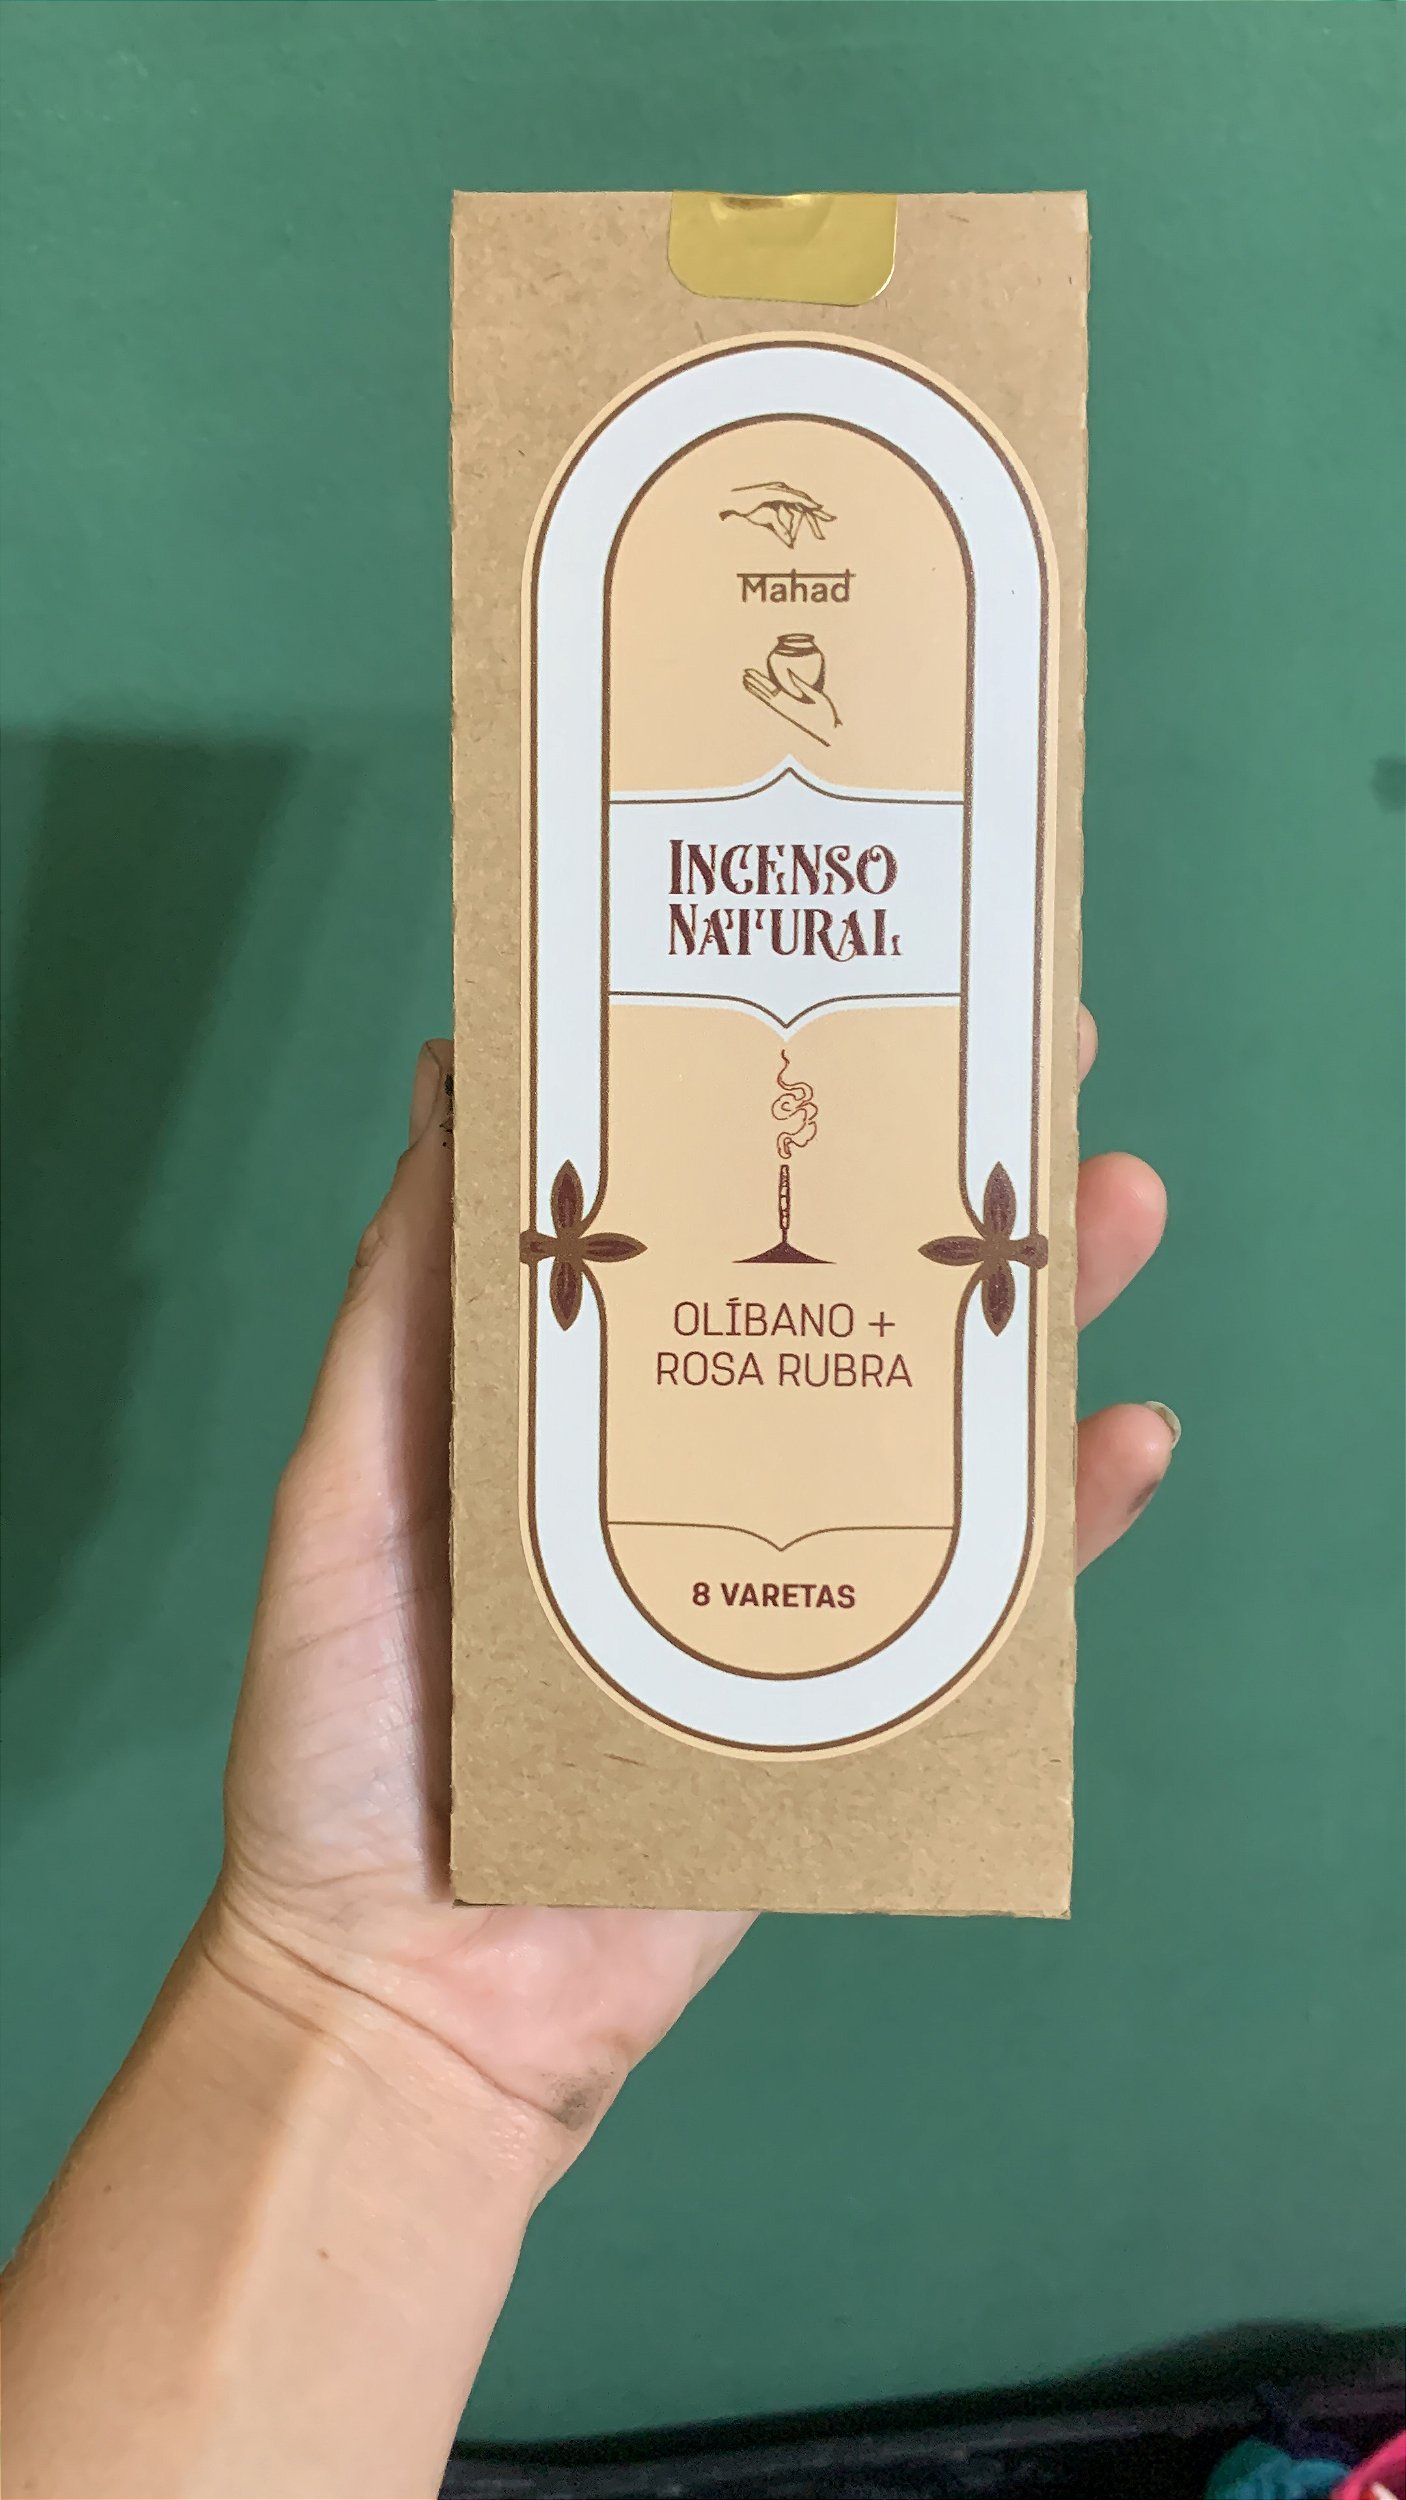 Mahad
INCENSO
NATURAL
OLÍBANO +
ROSA RUBRA
8 VARETAS